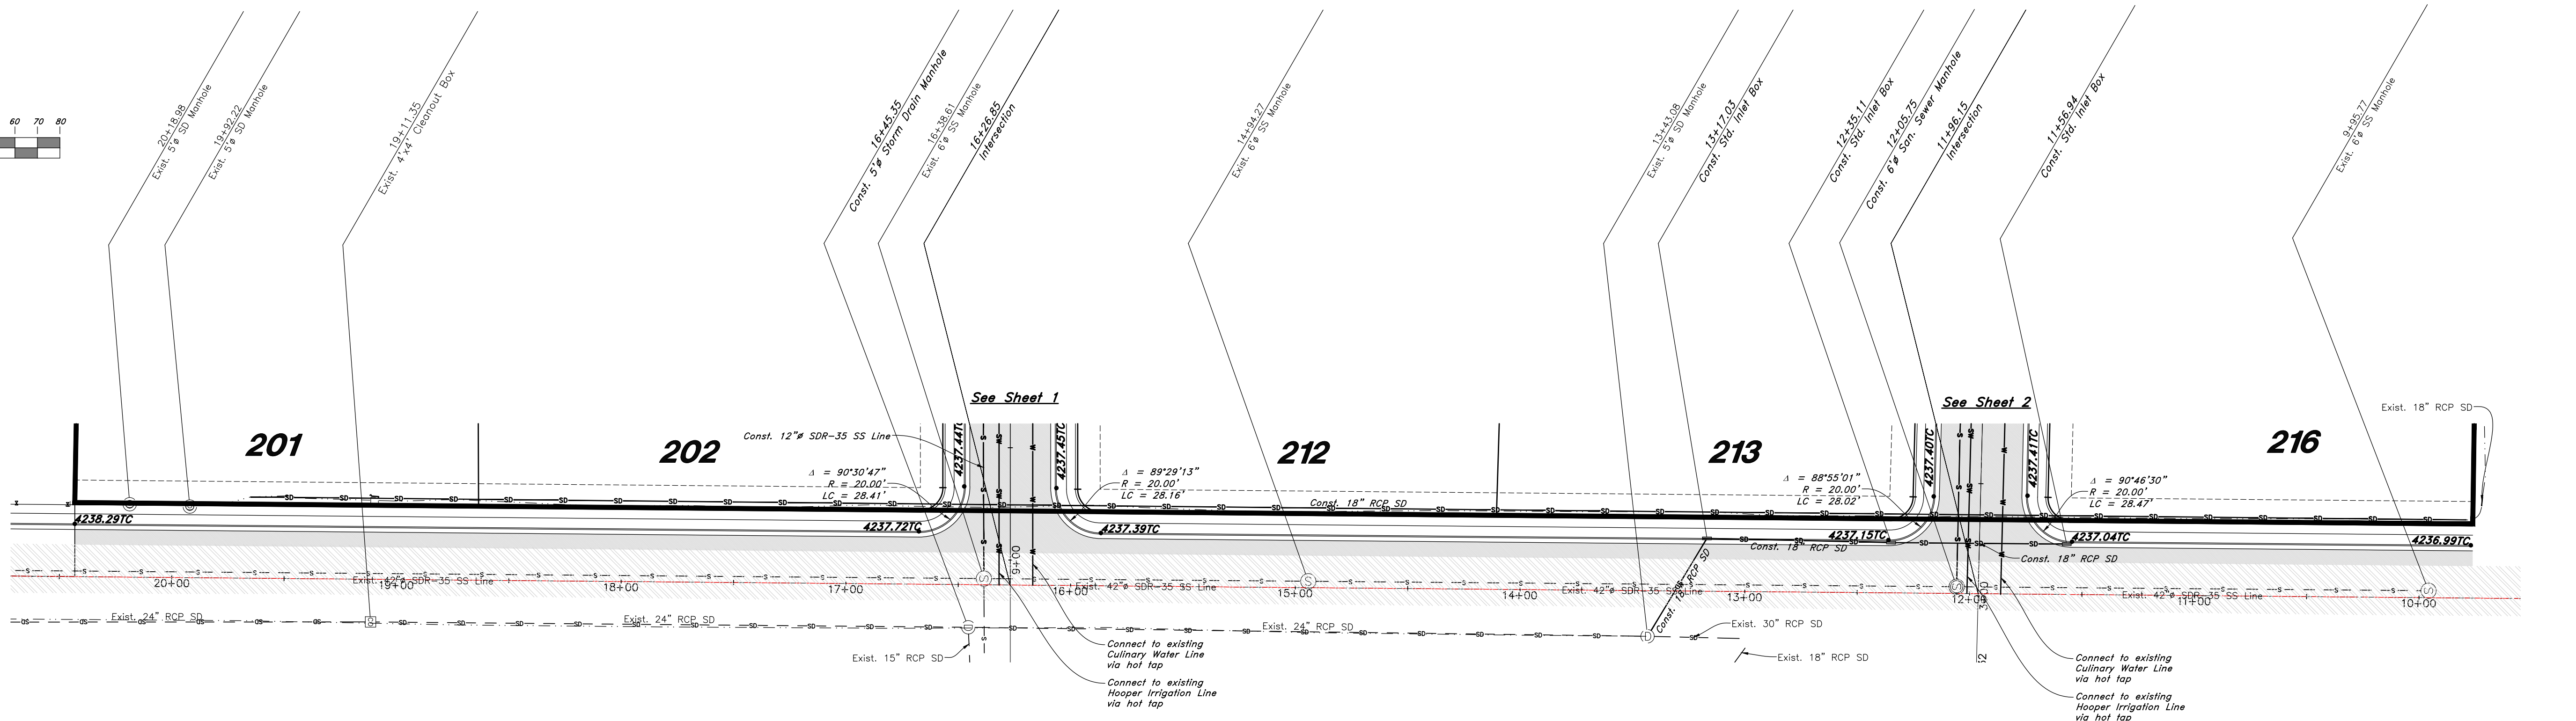 60 70 80
20+18.98
Exist. 5'ø SD Manhole
19+92.22
Exist. 5'ø SD Manhole
19+11.35
Exist. 4'x4' Cleanout Box
16+45.35
Const. 5'ø Storm Drain Manhole
16+38.61
Exist. 6'ø SS Manhole
16+26.85
Intersection
14+94.27
Exist. 6'ø SS Manhole
13+43.08
Exist. 5'ø SD Manhole
13+17.03
Const. Std. Inlet Box
12+35.11
Const. Std. Inlet Box
12+05.75
Const. 6'ø San. Sewer Manhole
11+96.15
Intersection
11+56.94
Const. Std. Inlet Box
9+95.77
Exist. 6'ø SS Manhole
See Sheet 1
See Sheet 2
Exist. 18" RCP SD
201
202
212
213
216
Const. 12"ø SDR-35 SS Line
4237.44TC
4237.45TC
4237.40TC
4237.41TC
Δ = 90°30'47"
R = 20.00'
LC = 28.41'
Δ = 89°29'13"
R = 20.00'
LC = 28.16'
Δ = 88°55'01"
R = 20.00'
LC = 28.02'
Δ = 90°46'30"
R = 20.00'
LC = 28.47'
Const. 18" RCP SD
4238.29TC
4237.72TC
4237.39TC
4237.15TC
4237.04TC
4236.99TC
Const. 18" RCP SD
Const. 18" RCP SD
Const. 18" RCP SD
9+00
20+00
19+00
18+00
17+00
16+00
15+00
14+00
13+00
12+00
11+00
10+00
Exist. 42"ø SDR-35 SS Line
Exist. 42"ø SDR-35 SS Line
Exist. 42"ø SDR-35 SS Line
Exist. 42"ø SDR-35 SS Line
Exist. 24" RCP SD
Exist. 24" RCP SD
Exist. 24" RCP SD
Exist. 30" RCP SD
Exist. 15" RCP SD
Exist. 18" RCP SD
Connect to existing
Culinary Water Line
via hot tap
Connect to existing
Hooper Irrigation Line
via hot tap
Connect to existing
Culinary Water Line
via hot tap
Connect to existing
Hooper Irrigation Line
via hot tap